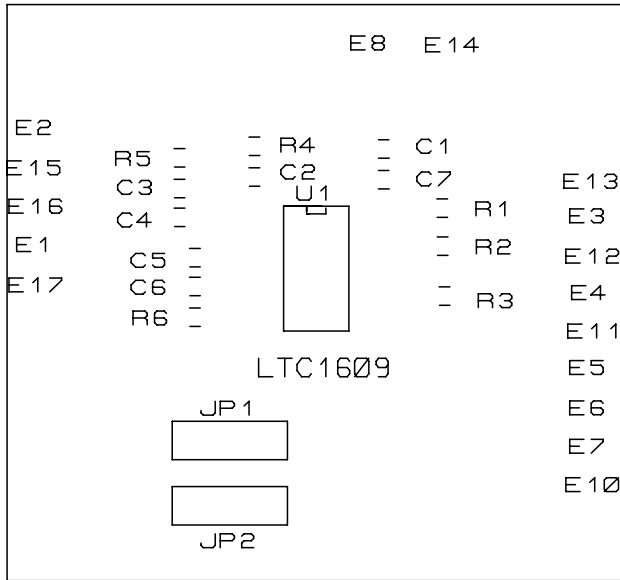 E8 E14
E2
R4 C1
R5
E15 C2 C7 E13
C3 U1
E16 R1 E3
C4
E1 R2 E12
C5
E17 C6 E4
R3
R6 E11
LTC1609 E5
JP1 E6
E7
E10
JP2